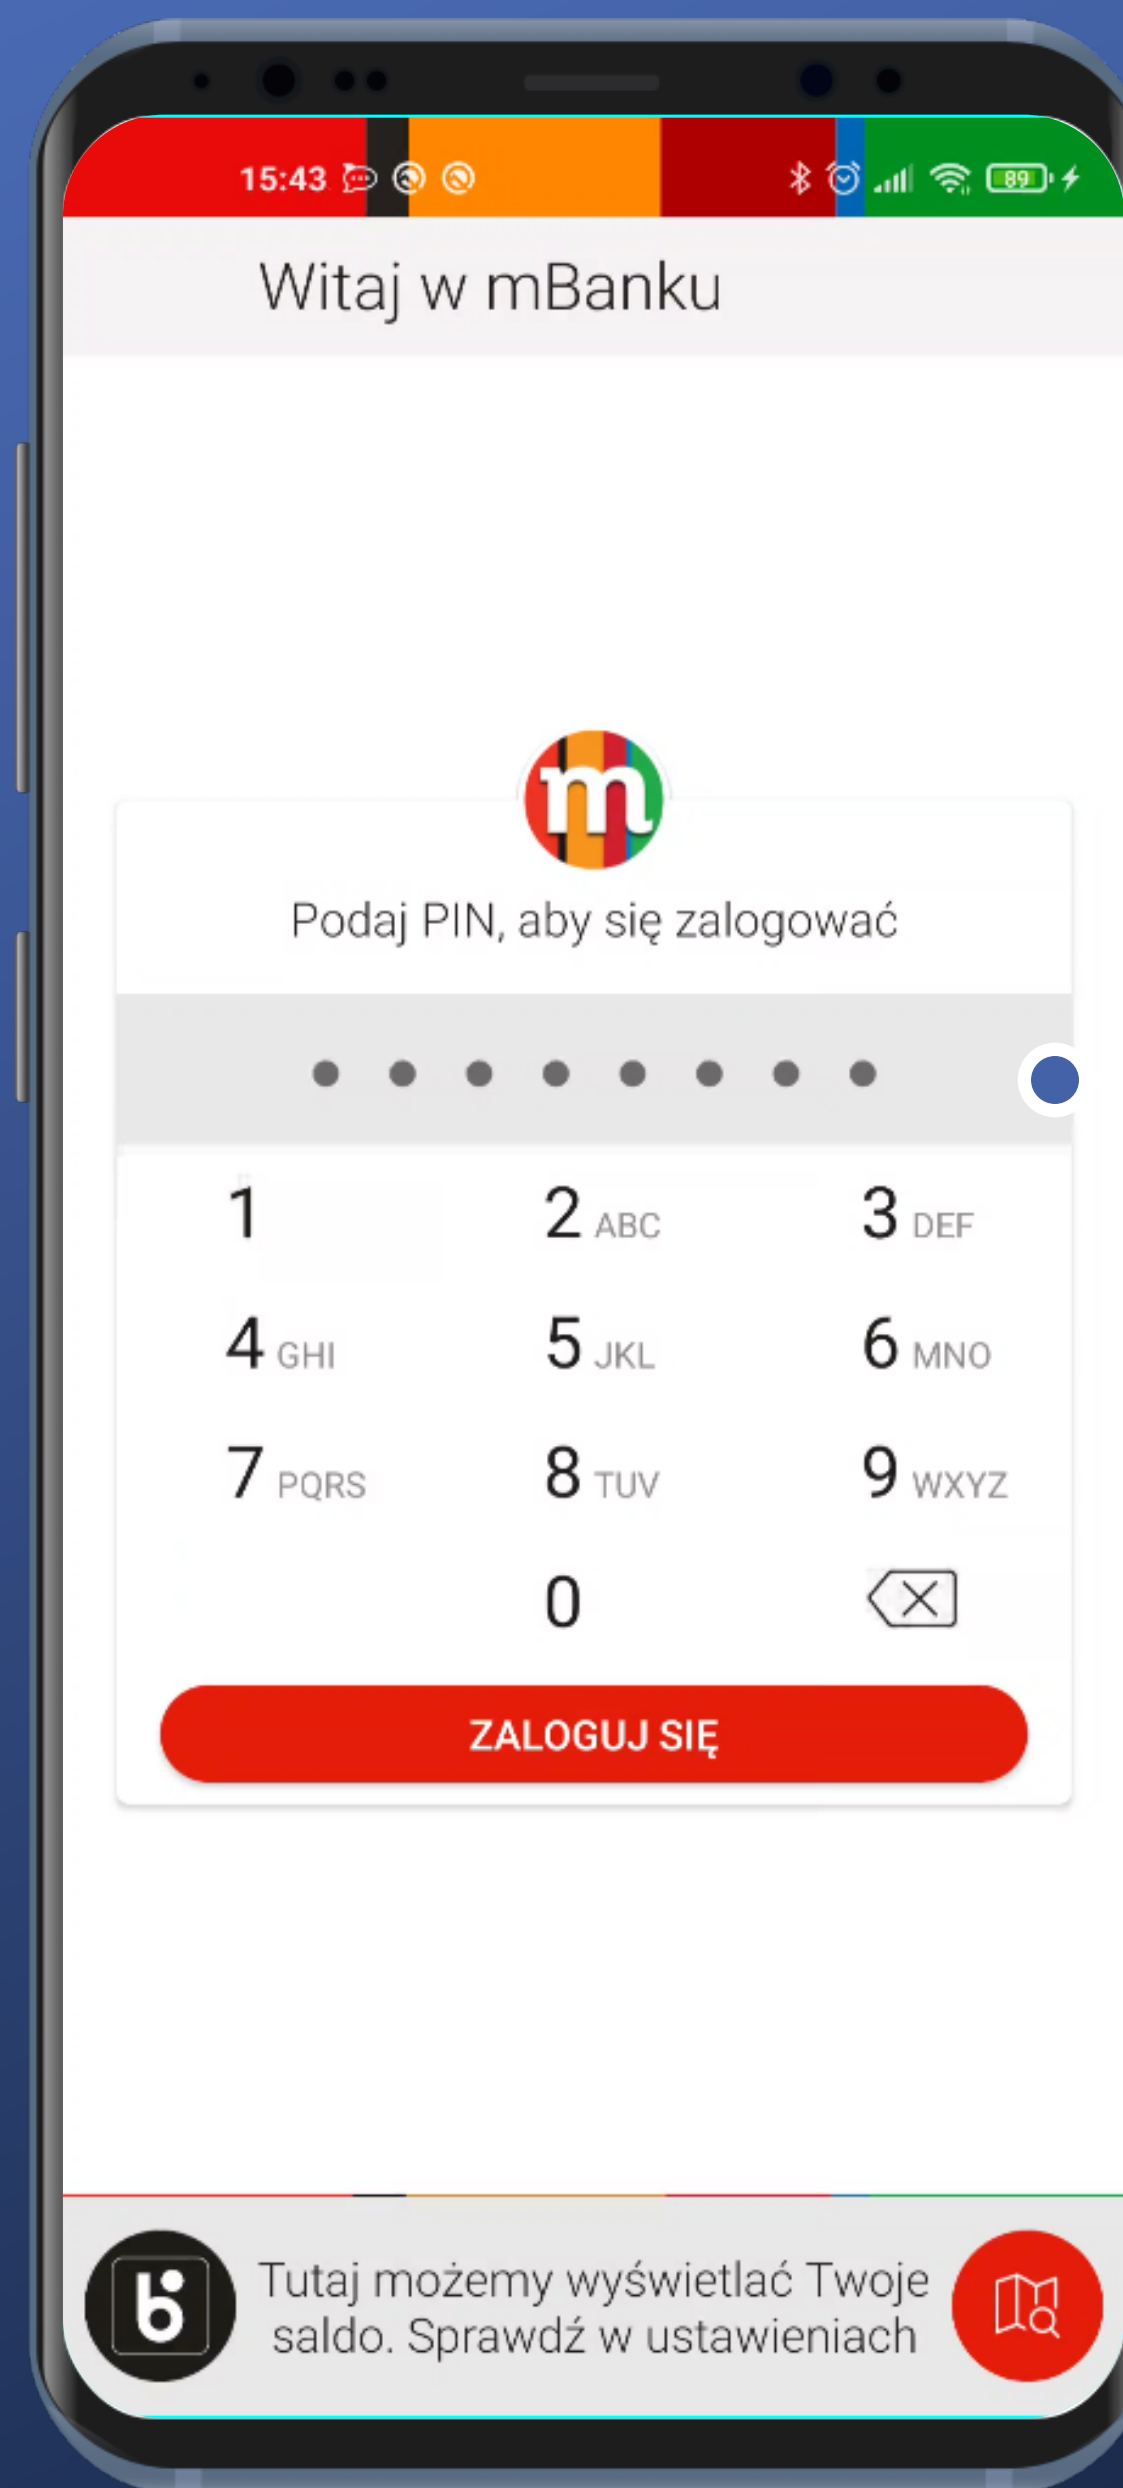 15:43
89
Witaj w mBanku
m
Podaj PIN, aby się zalogować
1
2 ABC
3 DEF
4 GHI
5 JKL
6 MNO
7 PQRS
8 TUV
9 WXYZ
0
ZALOGUJ SIĘ
Tutaj możemy wyświetlać Twoje
saldo. Sprawdź w ustawieniach